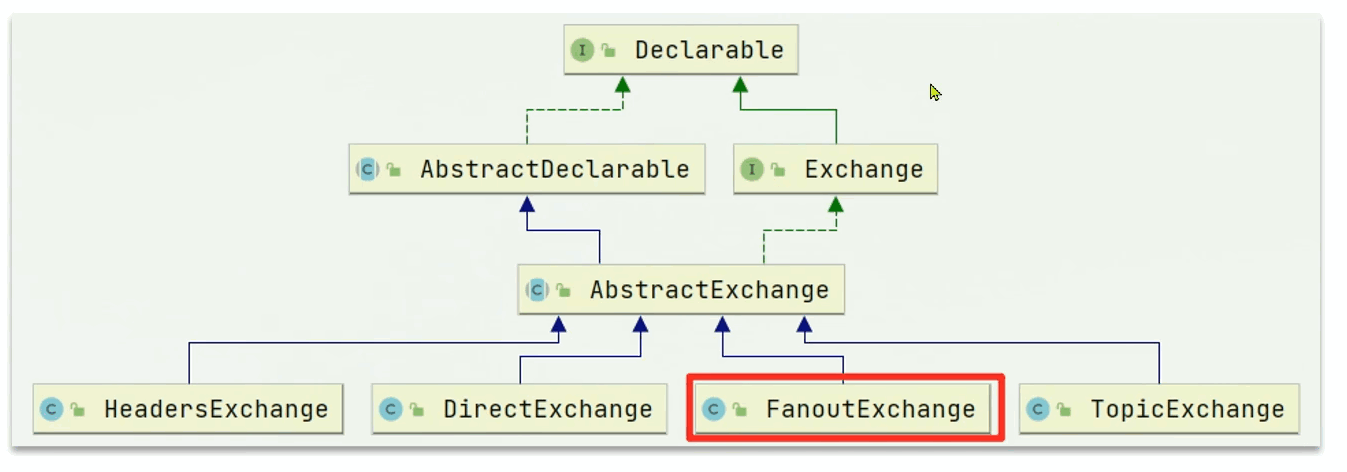 I Declarable
C AbstractDeclarable
I Exchange
C AbstractExchange
C HeadersExchange
C DirectExchange
C FanoutExchange
C TopicExchange